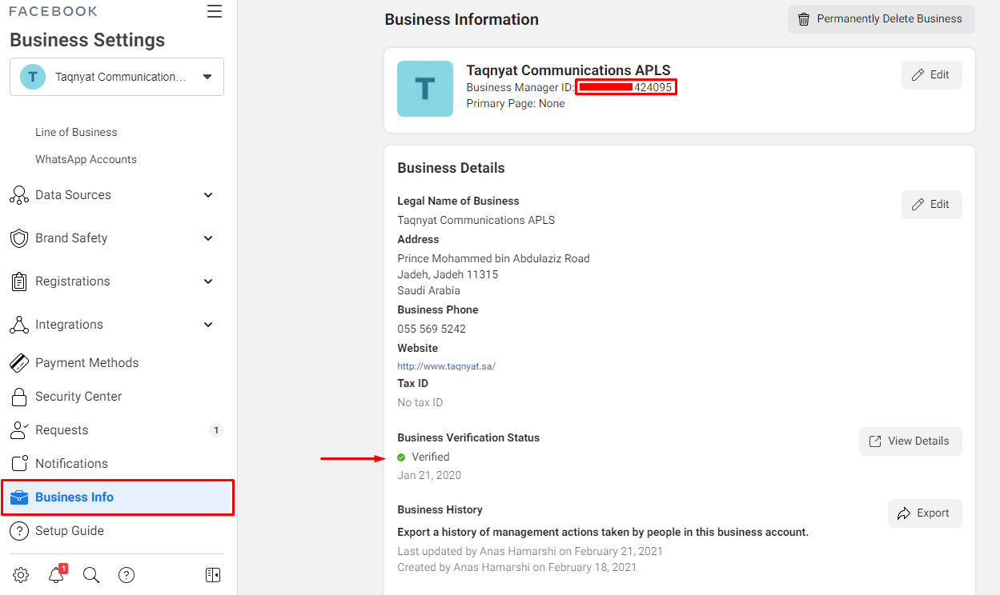 FACEBOOK
Business Settings
T
Taqnyat Communication...
Line of Business
WhatsApp Accounts
Data Sources
Brand Safety
Registrations
Integrations
Payment Methods
Security Center
Requests
1
Notifications
Business Info
Setup Guide
1
Business Information
Permanently Delete Business
T
Taqnyat Communications APLS
Edit
Business Manager ID: 424095
Primary Page: None
Business Details
Legal Name of Business
Edit
Taqnyat Communications APLS
Address
Prince Mohammed bin Abdulaziz Road
Jadeh, Jadeh 11315
Saudi Arabia
Business Phone
055 569 5242
Website
http://www.taqnyat.sa/
Tax ID
No tax ID
Business Verification Status
View Details
Verified
Jan 21, 2020
Business History
Export
Export a history of management actions taken by people in this business account.
Last updated by Anas Hamarshi on February 21, 2021
Created by Anas Hamarshi on February 18, 2021